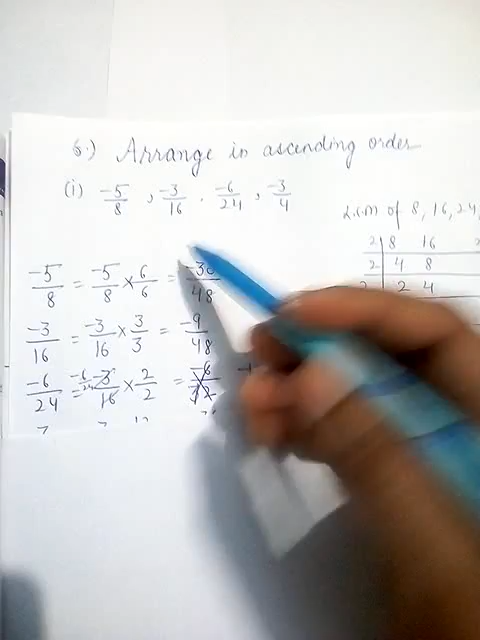 6.) Arrange in ascending order
(i) -5/8 , -3/16 , -6/24 , -3/4
L.C.M of 8, 16, 24,
2 | 8 16
2 | 4 8
2 4
-5/8 = -5/8 × 6/6 = -30/48
-3/16 = -3/16 × 3/3 = -9/48
-6/24 = -6/24 × 2/2 =